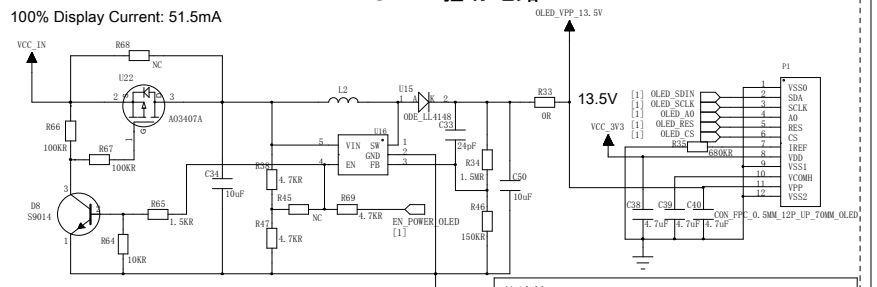 100% Display Current: 51.5mA
OLED_VPP_13.5V
VCC_IN
R68
NC
U22
2
3
AO3407A
G
1
R66
100KR
R67
100KR
L2
U15
1
A
K
2
ODE_LL4148
R33
0R
13.5V
U16
5
VIN
SW
1
GND
2
4
EN
FB
3
C33
24pF
R34
1.5MR
C50
10uF
R46
150KR
C34
10uF
R38
4.7KR
R45
NC
R69
4.7KR
EN_POWER_OLED
[1]
R47
4.7KR
D8
S9014
3
2
1
R65
1.5KR
R64
10KR
P1
[1] OLED_SDIN
[1] OLED_SCLK
[1] OLED_A0
[1] OLED_RES
[1] OLED_CS
VCC_3V3
R35
680KR
1 VSS0
2 SDA
3 SCLK
4 AO
5 RES
6 CS
7 IREF
8 VDD
9 VSS1
10 VCOMH
11 VPP
12 VSS2
C38
4.7uF
C39
4.7uF
C40
4.7uF
CON_FPC_0.5MM_12P_UP_70MM_OLED